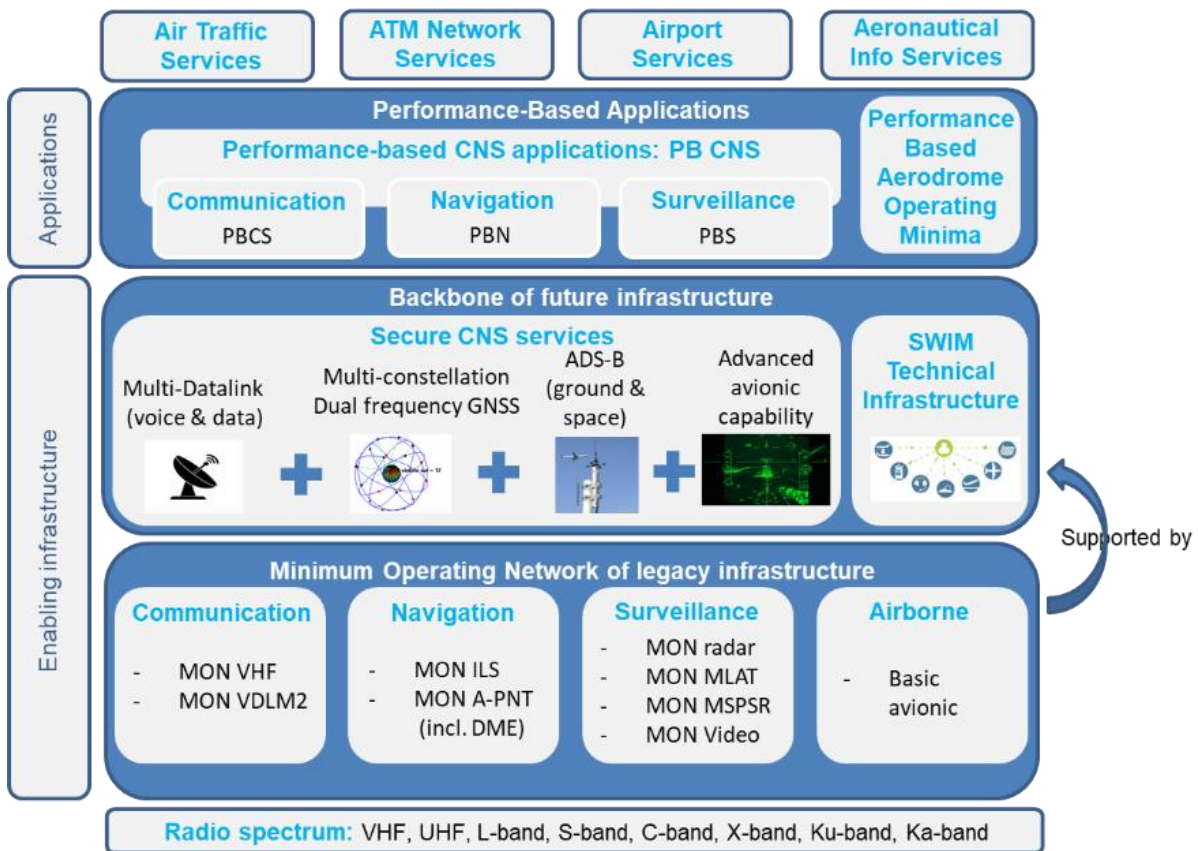 Air Traffic
Services
ATM Network
Services
Airport
Services
Aeronautical
Info Services
Applications
Performance-Based Applications
Performance-based CNS applications: PB CNS
Communication
PBCS
Navigation
PBN
Surveillance
PBS
Performance
Based
Aerodrome
Operating
Minima
Enabling infrastructure
Backbone of future infrastructure
Secure CNS services
Multi-Datalink
(voice & data)
Multi-constellation
Dual frequency GNSS
ADS-B
(ground &
space)
Advanced
avionic
capability
SWIM
Technical
Infrastructure
Supported by
Minimum Operating Network of legacy infrastructure
Communication
- MON VHF
- MON VDLM2
Navigation
- MON ILS
- MON A-PNT
(incl. DME)
Surveillance
- MON radar
- MON MLAT
- MON MSPSR
- MON Video
Airborne
- Basic
avionic
Radio spectrum: VHF, UHF, L-band, S-band, C-band, X-band, Ku-band, Ka-band